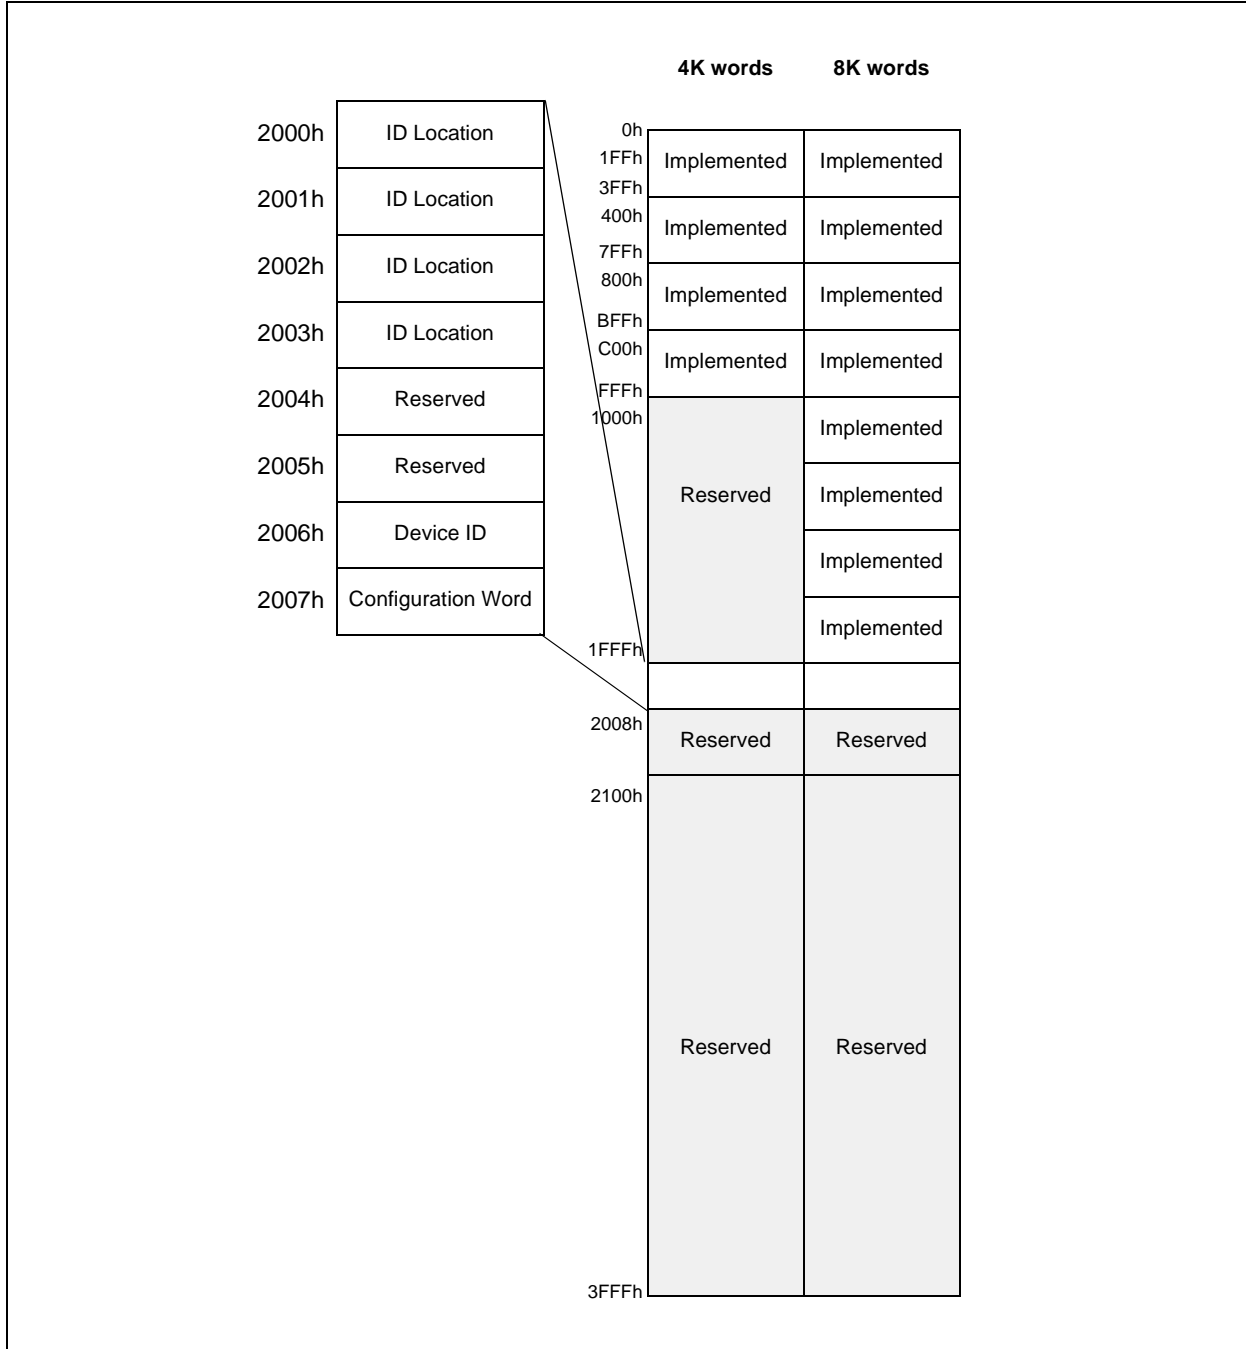 4K words 8K words
2000h ID Location
2001h ID Location
2002h ID Location
2003h ID Location
2004h Reserved
2005h Reserved
2006h Device ID
2007h Configuration Word
0h
1FFh Implemented Implemented
3FFh
400h Implemented Implemented
7FFh
800h Implemented Implemented
BFFh
C00h Implemented Implemented
FFFh
1000h Implemented
Reserved Implemented
Implemented
Implemented
1FFFh
2008h Reserved Reserved
2100h
Reserved Reserved
3FFFh